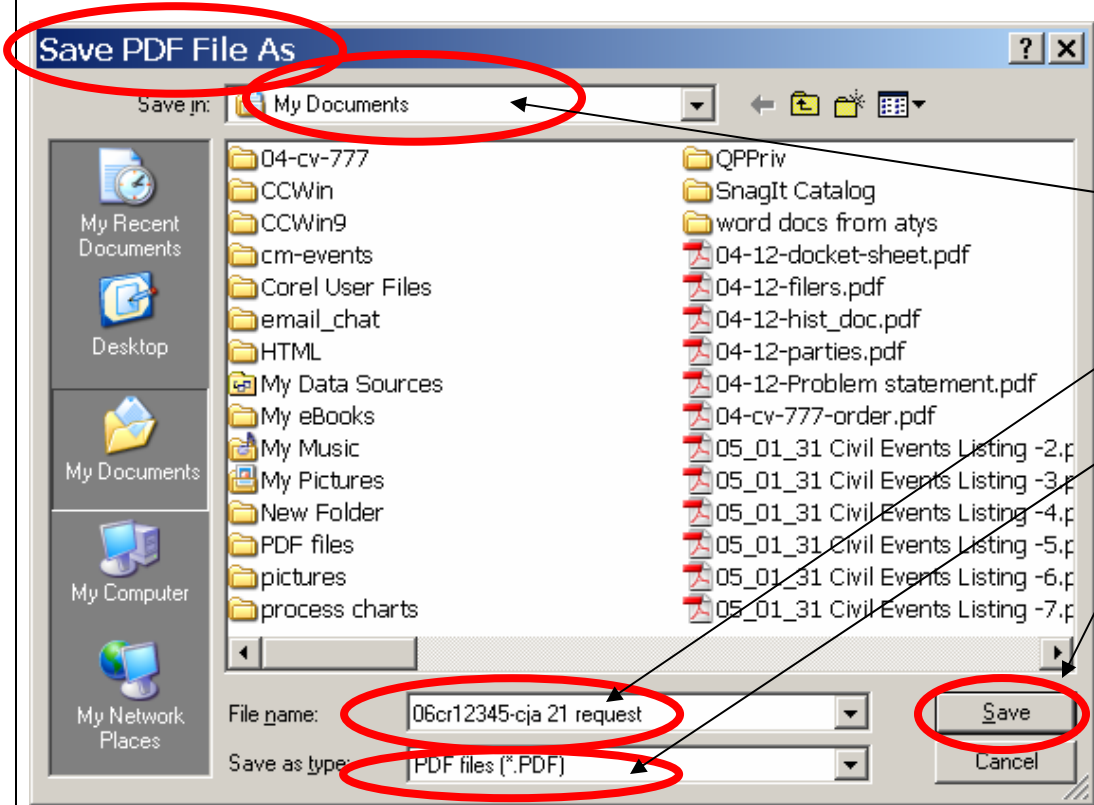 Save PDF File As
Save in: My Documents
My Recent Documents
Desktop
My Documents
My Computer
My Network Places
04-cv-777
CCWin
CCWin9
cm-events
Corel User Files
email_chat
HTML
My Data Sources
My eBooks
My Music
My Pictures
New Folder
PDF files
pictures
process charts
QPPriv
SnagIt Catalog
word docs from atys
04-12-docket-sheet.pdf
04-12-filers.pdf
04-12-hist_doc.pdf
04-12-parties.pdf
04-12-Problem statement.pdf
04-cv-777-order.pdf
05_01_31 Civil Events Listing -2.p
05_01_31 Civil Events Listing -3.p
05_01_31 Civil Events Listing -4.p
05_01_31 Civil Events Listing -5.p
05_01_31 Civil Events Listing -6.p
05_01_31 Civil Events Listing -7.p
File name: 06cr12345-cja 21 request
Save
Save as type: PDF files (*.PDF)
Cancel